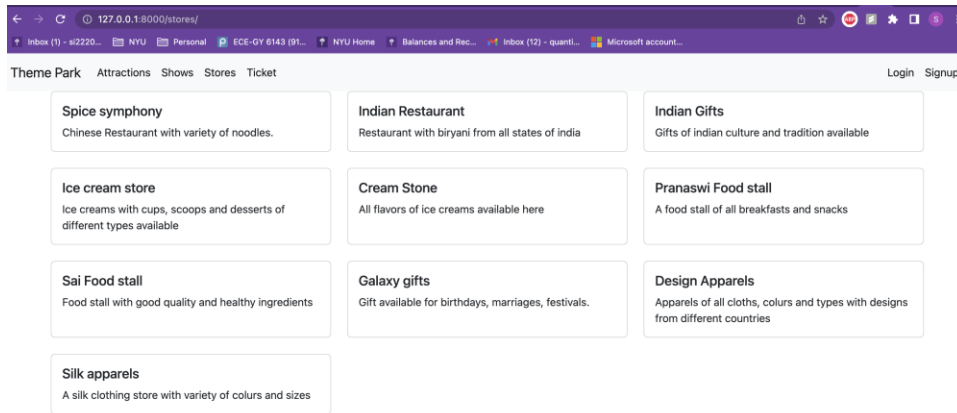 127.0.0.1:8000/stores/
Inbox (1) - si2220... NYU Personal ECE-GY 6143 (91... NYU Home Balances and Rec... Inbox (12) - quanti... Microsoft account...
Theme Park Attractions Shows Stores Ticket Login Signup
Spice symphony
Chinese Restaurant with variety of noodles.
Indian Restaurant
Restaurant with biryani from all states of india
Indian Gifts
Gifts of indian culture and tradition available
Ice cream store
Ice creams with cups, scoops and desserts of
different types available
Cream Stone
All flavors of ice creams available here
Pranaswi Food stall
A food stall of all breakfasts and snacks
Sai Food stall
Food stall with good quality and healthy ingredients
Galaxy gifts
Gift available for birthdays, marriages, festivals.
Design Apparels
Apparels of all cloths, colurs and types with designs
from different countries
Silk apparels
A silk clothing store with variety of colurs and sizes